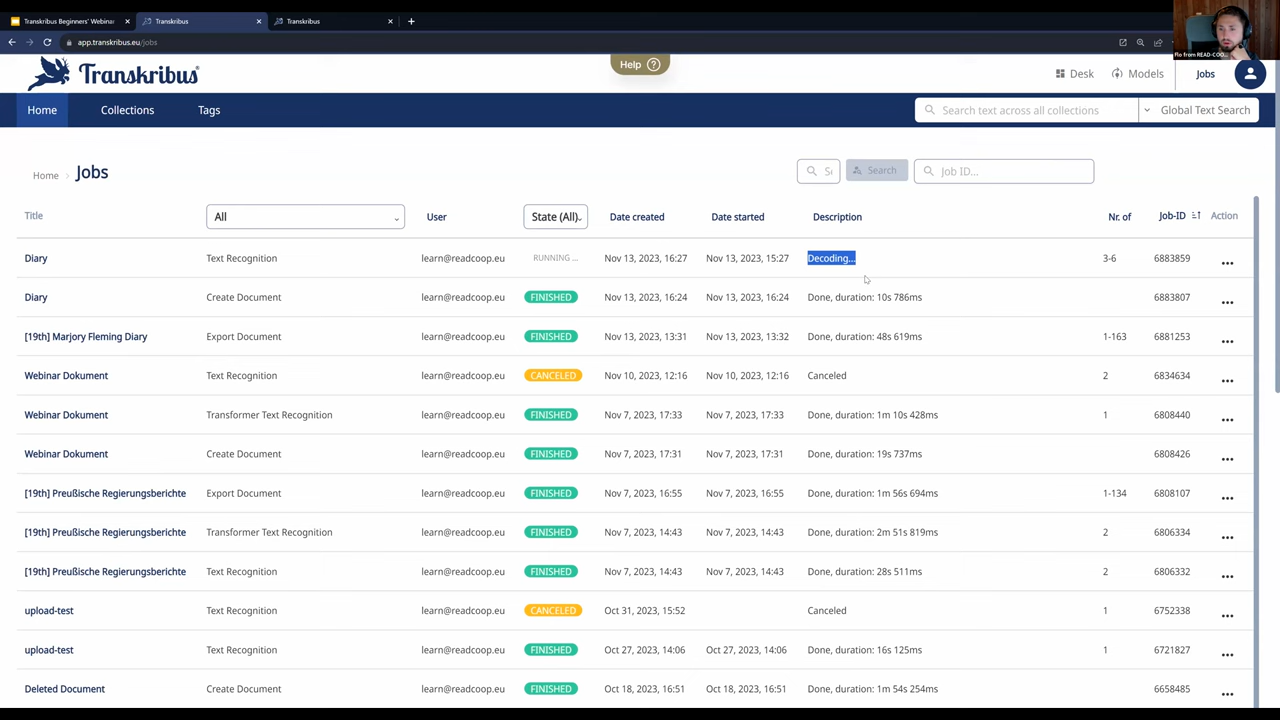 Transkribus Beginners' Webinar
Transkribus
Transkribus
app.transkribus.eu/jobs
Flo from READ-COO...
Transkribus
Help
Desk
Models
Jobs
Home
Collections
Tags
Search text across all collections
Global Text Search
Home › Jobs
Search
Job ID...
Title All User State (All) Date created Date started Description Nr. of Job-ID Action
Diary Text Recognition learn@readcoop.eu RUNNING ... Nov 13, 2023, 16:27 Nov 13, 2023, 15:27 Decoding... 3-6 6883859 ...
Diary Create Document learn@readcoop.eu FINISHED Nov 13, 2023, 16:24 Nov 13, 2023, 16:24 Done, duration: 10s 786ms 6883807 ...
[19th] Marjory Fleming Diary Export Document learn@readcoop.eu FINISHED Nov 13, 2023, 13:31 Nov 13, 2023, 13:32 Done, duration: 48s 619ms 1-163 6881253 ...
Webinar Dokument Text Recognition learn@readcoop.eu CANCELED Nov 10, 2023, 12:16 Nov 10, 2023, 12:16 Canceled 2 6834634 ...
Webinar Dokument Transformer Text Recognition learn@readcoop.eu FINISHED Nov 7, 2023, 17:33 Nov 7, 2023, 17:33 Done, duration: 1m 10s 428ms 1 6808440 ...
Webinar Dokument Create Document learn@readcoop.eu FINISHED Nov 7, 2023, 17:31 Nov 7, 2023, 17:31 Done, duration: 19s 737ms 6808426 ...
[19th] Preußische Regierungsberichte Export Document learn@readcoop.eu FINISHED Nov 7, 2023, 16:55 Nov 7, 2023, 16:55 Done, duration: 1m 56s 694ms 1-134 6808107 ...
[19th] Preußische Regierungsberichte Transformer Text Recognition learn@readcoop.eu FINISHED Nov 7, 2023, 14:43 Nov 7, 2023, 14:43 Done, duration: 2m 51s 819ms 2 6806334 ...
[19th] Preußische Regierungsberichte Text Recognition learn@readcoop.eu FINISHED Nov 7, 2023, 14:43 Nov 7, 2023, 14:43 Done, duration: 28s 511ms 2 6806332 ...
upload-test Text Recognition learn@readcoop.eu CANCELED Oct 31, 2023, 15:52 Canceled 1 6752338 ...
upload-test Text Recognition learn@readcoop.eu FINISHED Oct 27, 2023, 14:06 Oct 27, 2023, 14:06 Done, duration: 16s 125ms 1 6721827 ...
Deleted Document Create Document learn@readcoop.eu FINISHED Oct 18, 2023, 16:51 Oct 18, 2023, 16:51 Done, duration: 1m 54s 254ms 6658485 ...